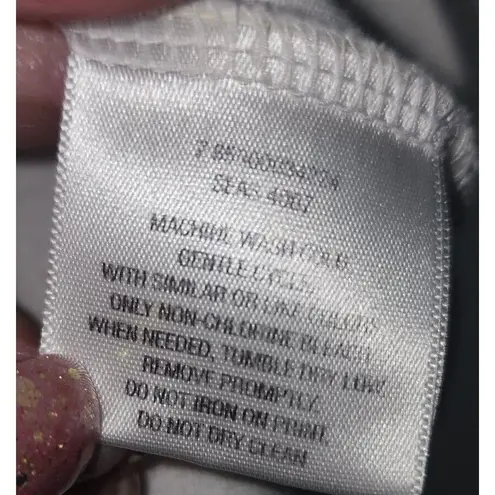 MACHINE WASH COLD
GENTLE CYCLE
WITH SIMILAR OR LIKE COLORS
ONLY NON-CHLORINE BLEACH
WHEN NEEDED, TUMBLE DRY LOW
REMOVE PROMPTLY
DO NOT IRON ON PRINT
DO NOT DRY CLEAN